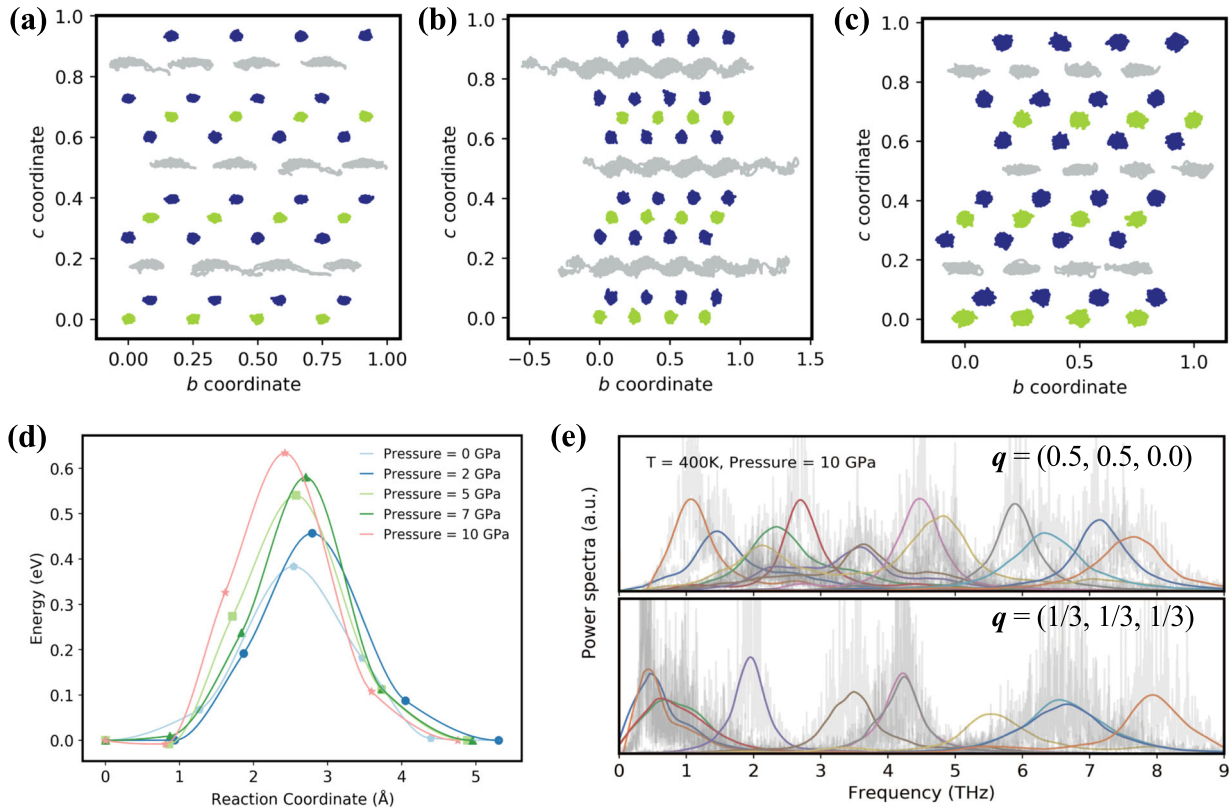 (a)
1.0
0.8
0.6
0.4
0.2
0.0
c coordinate
0.00 0.25 0.50 0.75 1.00
b coordinate
(b)
1.0
0.8
0.6
0.4
0.2
0.0
c coordinate
−0.5 0.0 0.5 1.0 1.5
b coordinate
(c)
1.0
0.8
0.6
0.4
0.2
0.0
c coordinate
0.0 0.5 1.0
b coordinate
(d)
0.6
0.5
0.4
0.3
0.2
0.1
0.0
Energy (eV)
Pressure = 0 GPa
Pressure = 2 GPa
Pressure = 5 GPa
Pressure = 7 GPa
Pressure = 10 GPa
0 1 2 3 4 5
Reaction Coordinate (Å)
(e)
T = 400K, Pressure = 10 GPa
q = (0.5, 0.5, 0.0)
Power spectra (a.u.)
q = (1/3, 1/3, 1/3)
0 1 2 3 4 5 6 7 8 9
Frequency (THz)